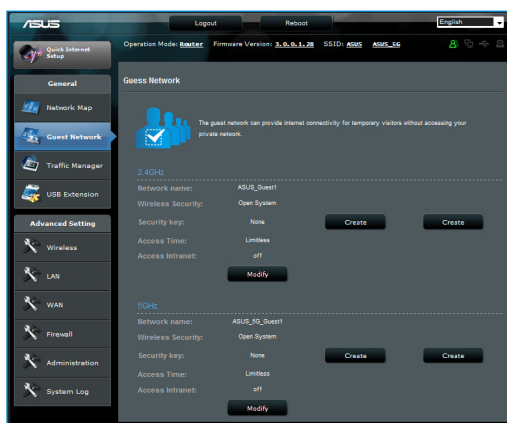 ASUS Logout Reboot English
Operation Mode: Router Firmware Version: 3.0.0.1.28 SSID: ASUS ASUS_5G
Quick Internet
Setup
General
Network Map
Guest Network
Traffic Manager
USB Extension
Advanced Setting
Wireless
LAN
WAN
Firewall
Administration
System Log
Guess Network
The guest network can provide internet connectivity for temporary visitors without accessing your
private network.
2.4GHz
Network name: ASUS_Guest1
Wireless Security: Open System
Security key: None Create Create
Access Time: Limitless
Access Intranet: off
Modify
5GHz
Network name: ASUS_5G_Guest1
Wireless Security: Open System
Security key: None Create Create
Access Time: Limitless
Access Intranet: off
Modify